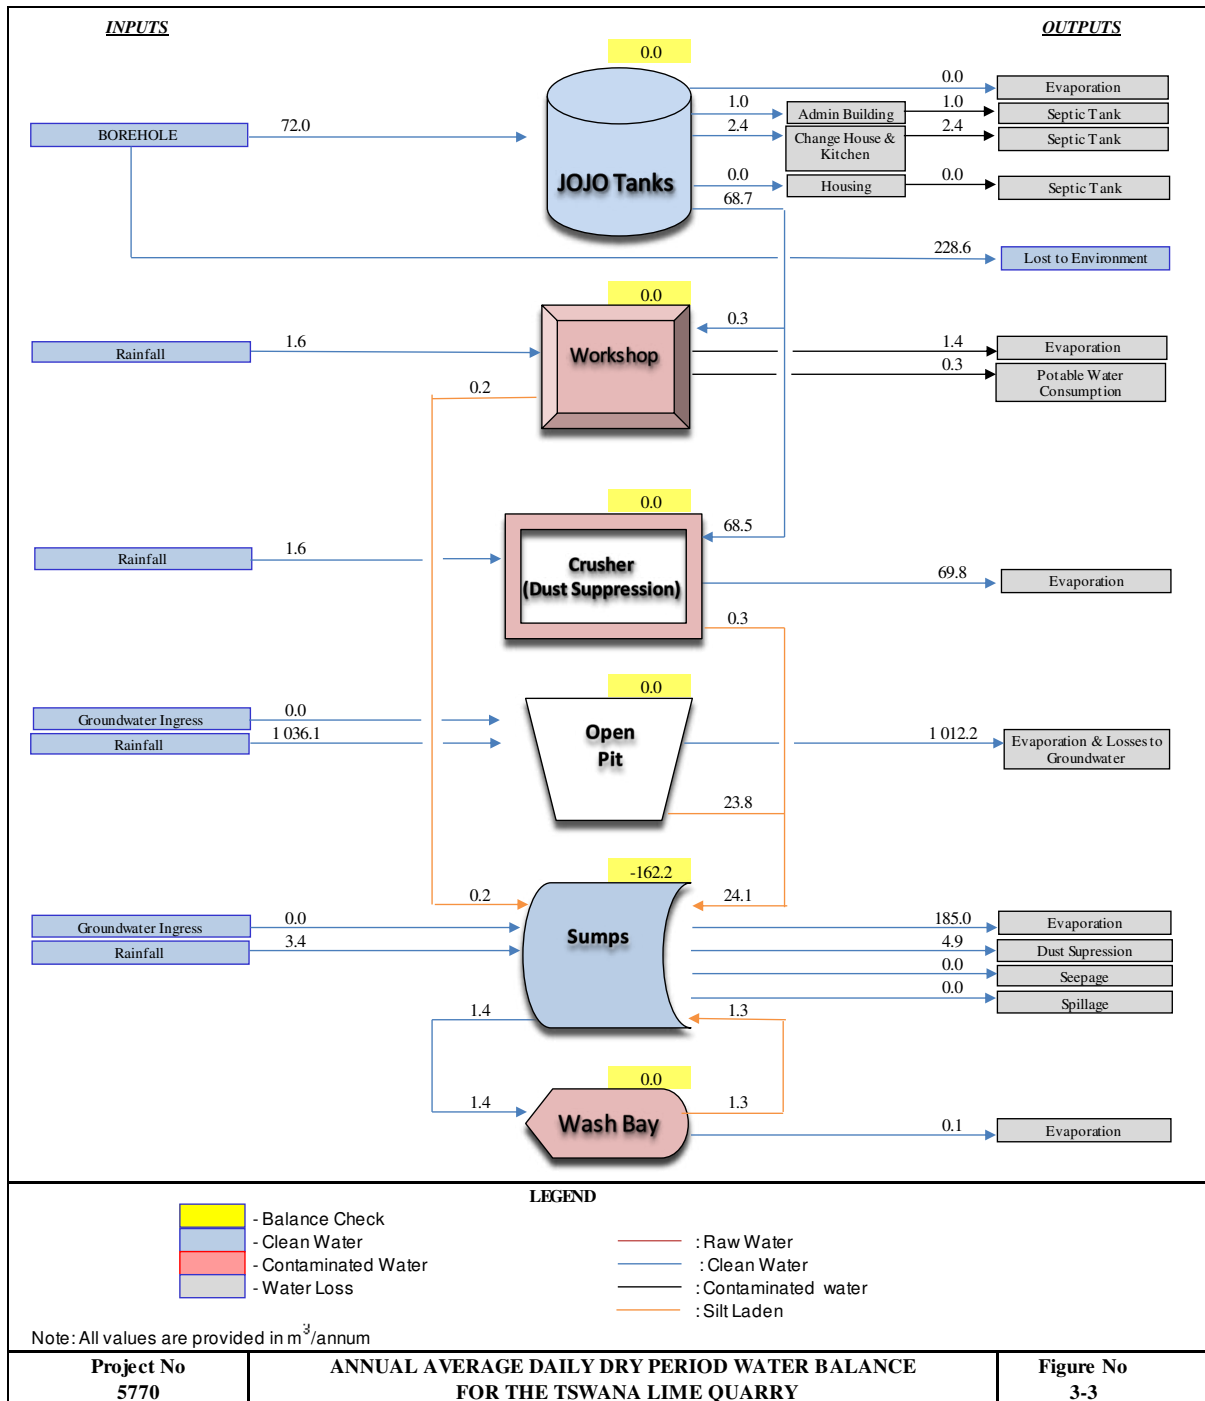 INPUTS
OUTPUTS
0.0
0.0
Evaporation
1.0
Admin Building
1.0
Septic Tank
BOREHOLE
72.0
2.4
Change House &
Kitchen
2.4
Septic Tank
JOJO Tanks
0.0
Housing
0.0
Septic Tank
68.7
228.6
Lost to Environment
0.0
0.3
Rainfall
1.6
Workshop
1.4
Evaporation
0.3
Potable Water
Consumption
0.2
0.0
68.5
Rainfall
1.6
Crusher
(Dust Suppression)
69.8
Evaporation
0.3
0.0
Groundwater Ingress
0.0
Rainfall
1 036.1
Open
Pit
1 012.2
Evaporation & Losses to
Groundwater
23.8
-162.2
0.2
24.1
Groundwater Ingress
0.0
Sumps
185.0
Evaporation
Rainfall
3.4
4.9
Dust Supression
0.0
Seepage
0.0
Spillage
1.4
1.3
0.0
1.4
Wash Bay
1.3
0.1
Evaporation
LEGEND
- Balance Check
- Clean Water
- Contaminated Water
- Water Loss
: Raw Water
: Clean Water
: Contaminated water
: Silt Laden
Note: All values are provided in m³/annum
Project No
5770
ANNUAL AVERAGE DAILY DRY PERIOD WATER BALANCE
FOR THE TSWANA LIME QUARRY
Figure No
3-3